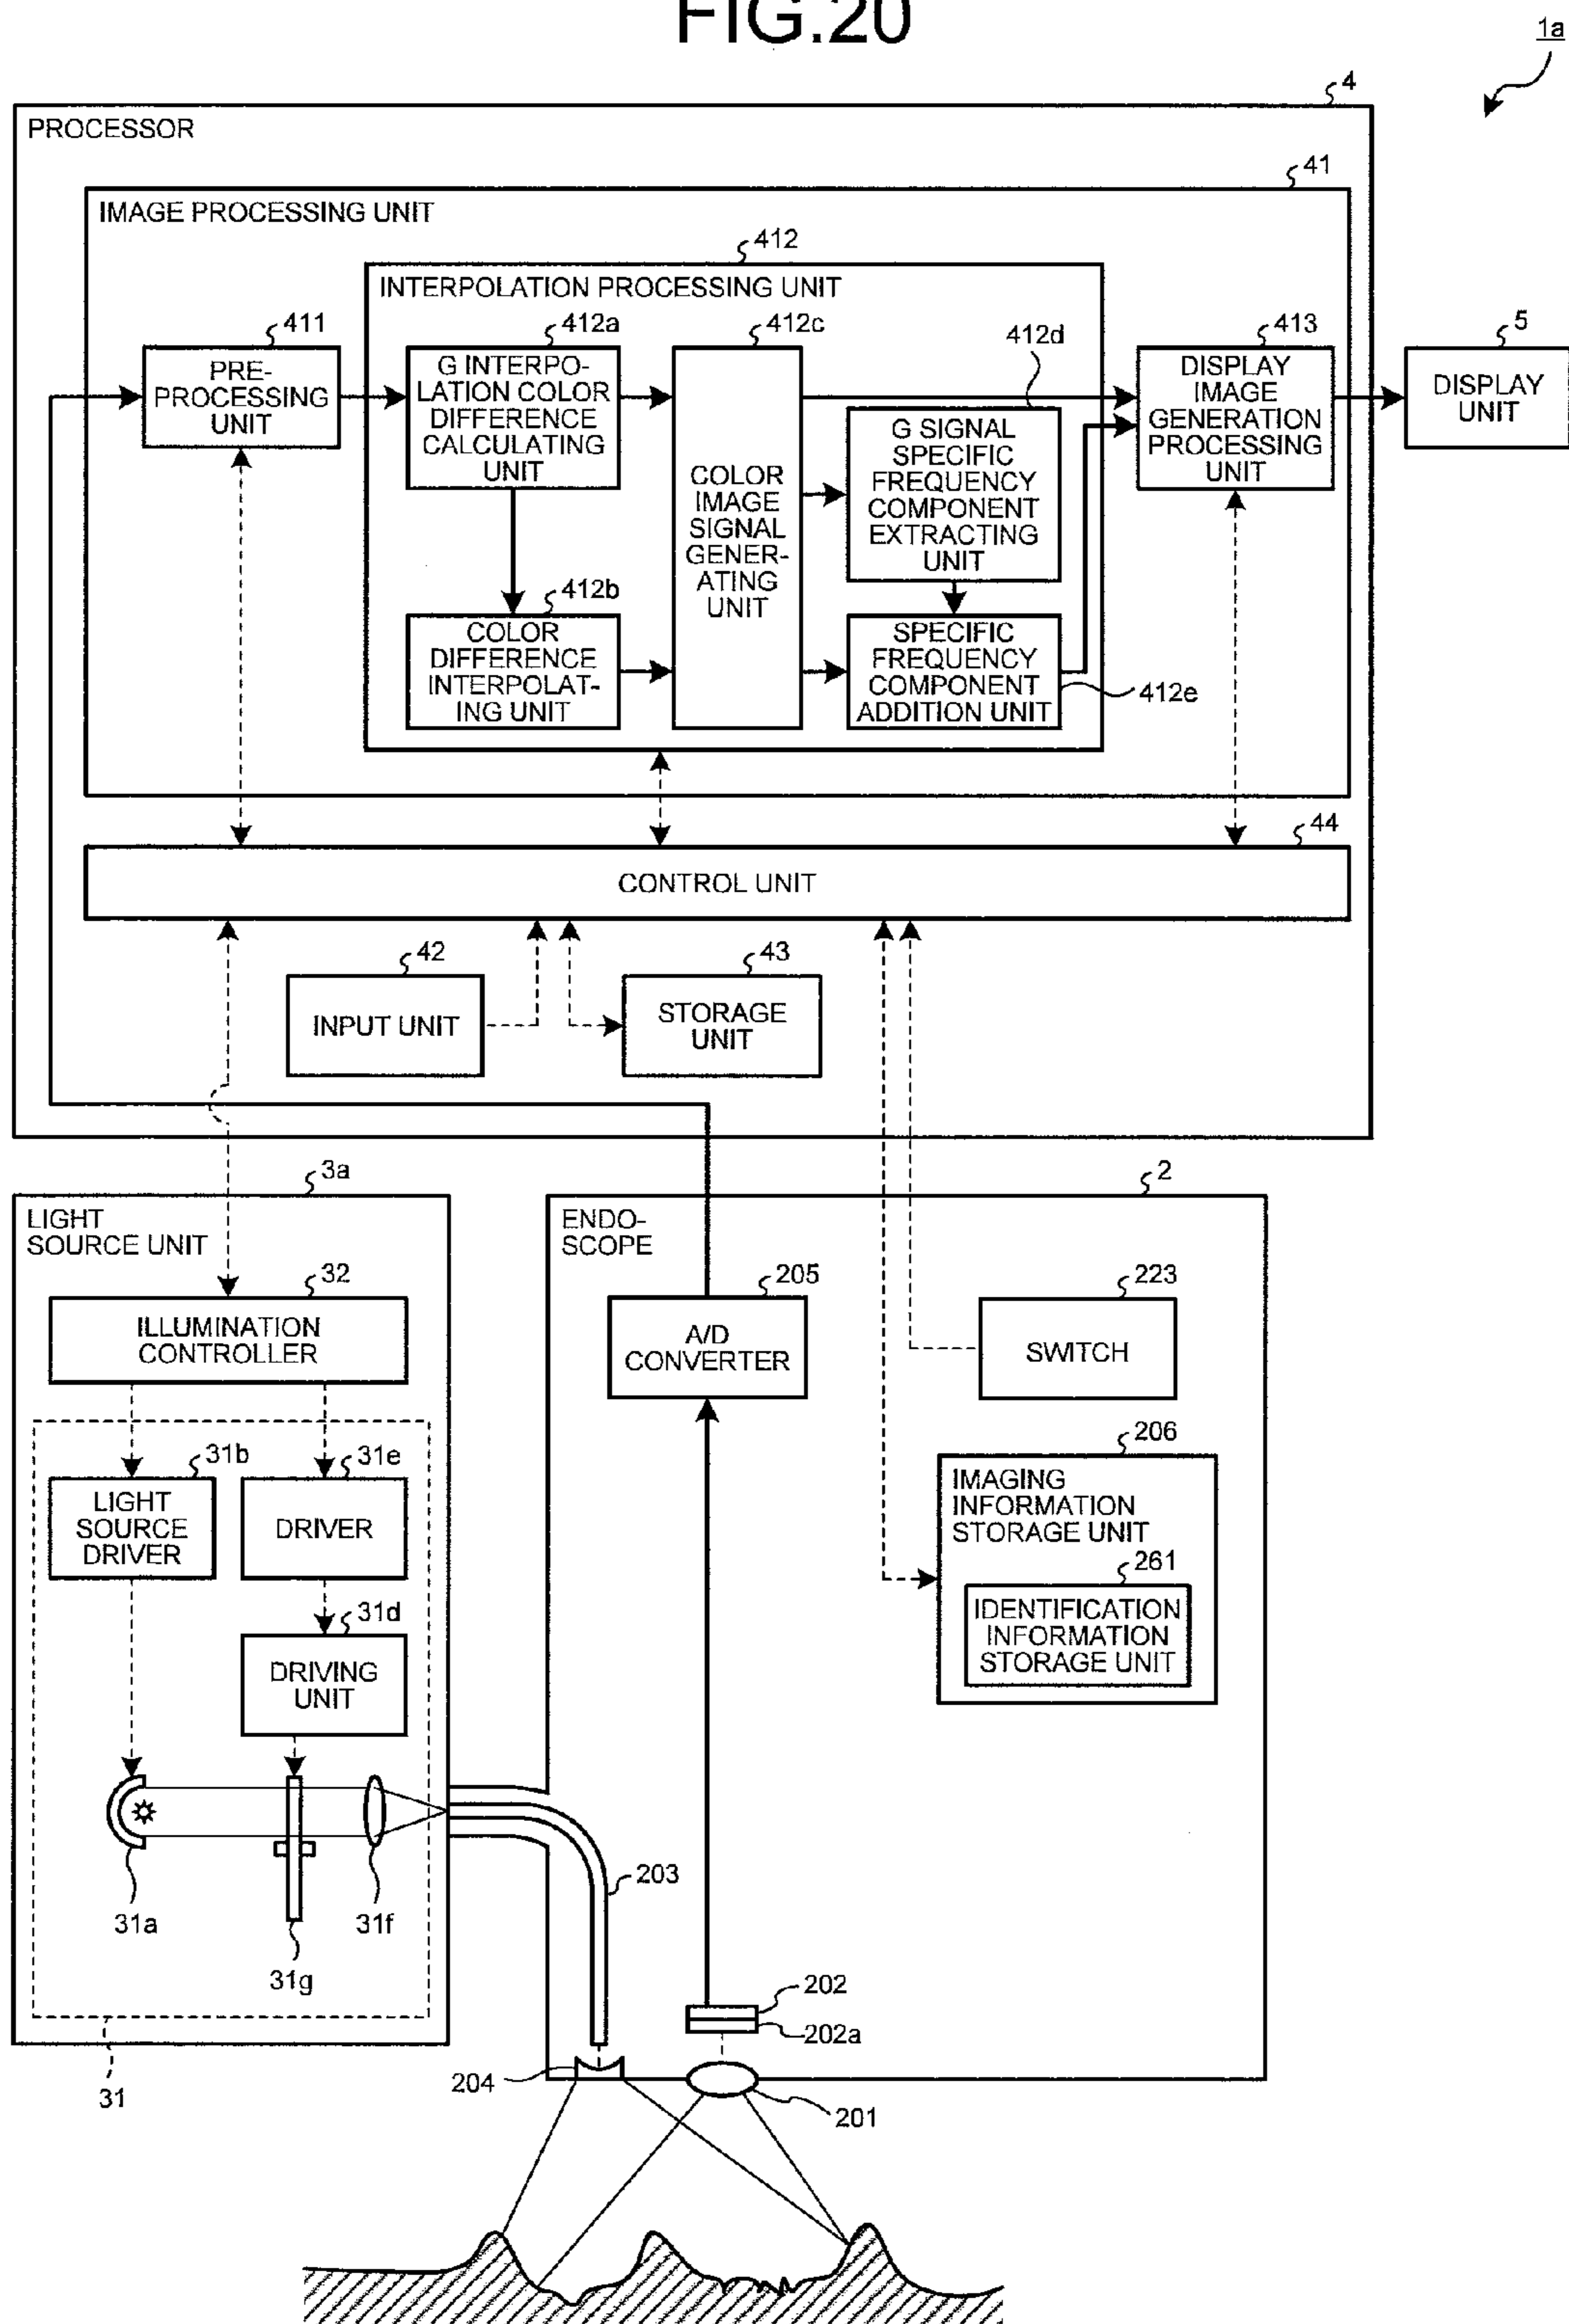 FIG.20
1a
4
PROCESSOR
41
IMAGE PROCESSING UNIT
412
INTERPOLATION PROCESSING UNIT
411
PRE-
PROCESSING
UNIT
412a
G INTERPO-
LATION COLOR
DIFFERENCE
CALCULATING
UNIT
412c
COLOR
IMAGE
SIGNAL
GENER-
ATING
UNIT
412d
G SIGNAL
SPECIFIC
FREQUENCY
COMPONENT
EXTRACTING
UNIT
413
DISPLAY
IMAGE
GENERATION
PROCESSING
UNIT
5
DISPLAY
UNIT
412b
COLOR
DIFFERENCE
INTERPOLAT-
ING UNIT
SPECIFIC
FREQUENCY
COMPONENT
ADDITION UNIT
412e
44
CONTROL UNIT
42
INPUT UNIT
43
STORAGE
UNIT
3a
LIGHT
SOURCE UNIT
32
ILLUMINATION
CONTROLLER
31b
LIGHT
SOURCE
DRIVER
31e
DRIVER
31d
DRIVING
UNIT
31a
31g
31f
31
2
ENDO-
SCOPE
205
A/D
CONVERTER
223
SWITCH
206
IMAGING
INFORMATION
STORAGE UNIT
261
IDENTIFICATION
INFORMATION
STORAGE UNIT
203
202
202a
204
201